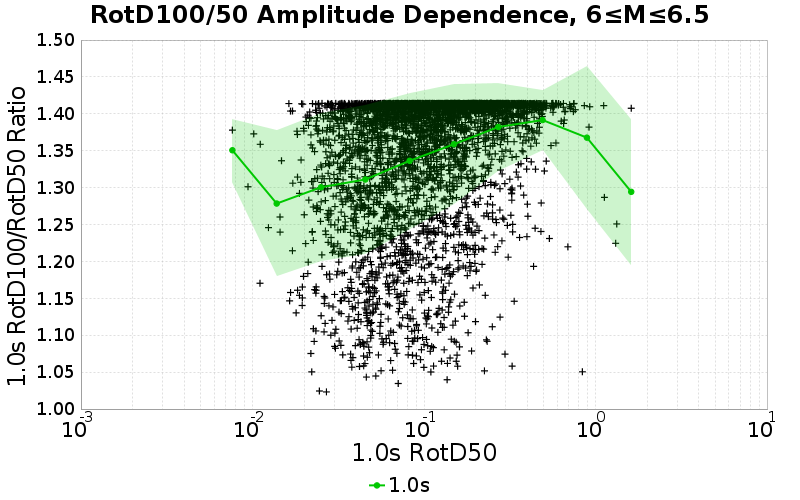 RotD100/50 Amplitude Dependence, 6≤M≤6.5
1.0s RotD100/RotD50 Ratio
1.50
1.45
1.40
1.35
1.30
1.25
1.20
1.15
1.10
1.05
1.00
10⁻³ 10⁻² 10⁻¹ 10⁰ 10¹
1.0s RotD50
1.0s